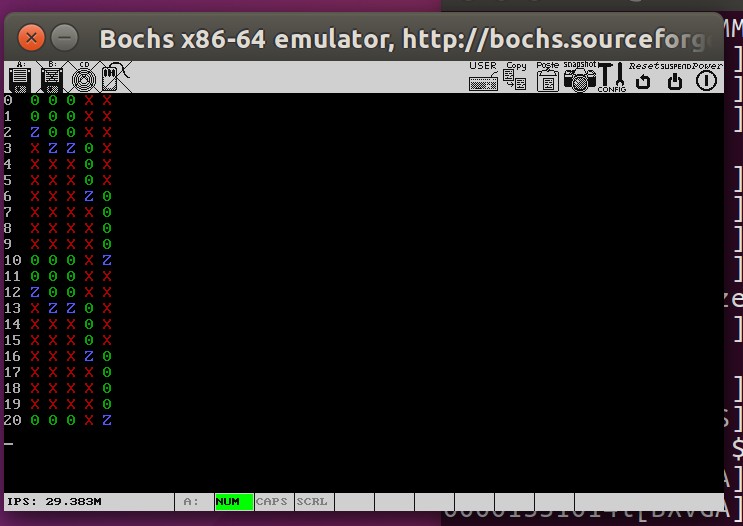 Bochs x86-64 emulator, http://bochs.sourceforg
A: B: CD USER Copy Paste Snapshot CONFIG Reset SUSPEND Power
0 0 0 0 X X
1 0 0 0 X X
2 Z 0 0 X X
3 X Z Z 0 X
4 X X X 0 X
5 X X X 0 X
6 X X X Z 0
7 X X X X 0
8 X X X X 0
9 X X X X 0
10 0 0 0 X Z
11 0 0 0 X X
12 Z 0 0 X X
13 X Z Z 0 X
14 X X X 0 X
15 X X X 0 X
16 X X X Z 0
17 X X X X 0
18 X X X X 0
19 X X X X 0
20 0 0 0 X Z
_
IPS: 29.383M A: NUM CAPS SCRL